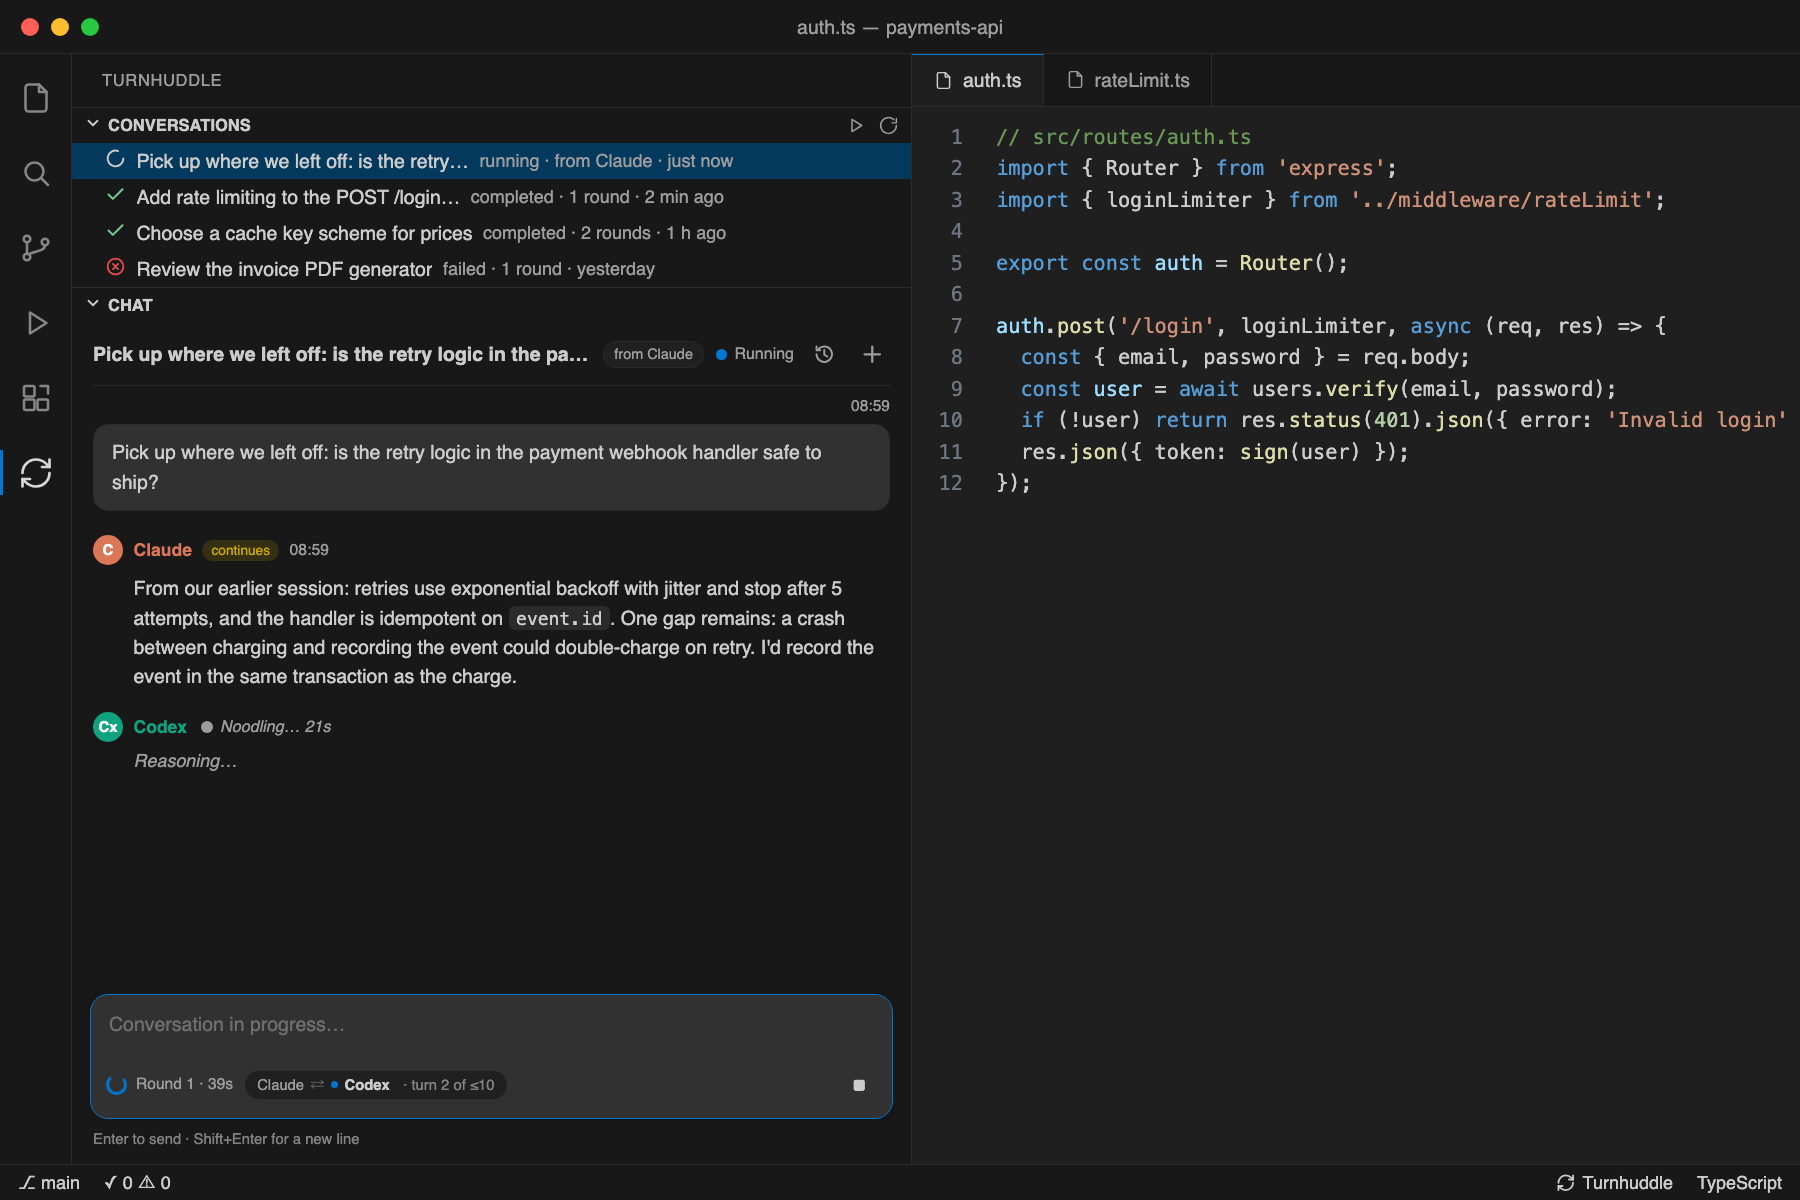 auth.ts — payments-api
TURNHUDDLE
CONVERSATIONS
Pick up where we left off: is the retry… running · from Claude · just now
Add rate limiting to the POST /login… completed · 1 round · 2 min ago
Choose a cache key scheme for prices completed · 2 rounds · 1 h ago
Review the invoice PDF generator failed · 1 round · yesterday
CHAT
Pick up where we left off: is the retry logic in the pa… from Claude Running
08:59
Pick up where we left off: is the retry logic in the payment webhook handler safe to
ship?
C Claude continues 08:59
From our earlier session: retries use exponential backoff with jitter and stop after 5
attempts, and the handler is idempotent on event.id. One gap remains: a crash
between charging and recording the event could double-charge on retry. I'd record the
event in the same transaction as the charge.
Cx Codex Noodling… 21s
Reasoning…
Conversation in progress…
Round 1 · 39s Claude ⇄ Codex · turn 2 of ≤10
Enter to send · Shift+Enter for a new line
auth.ts rateLimit.ts
1 // src/routes/auth.ts
2 import { Router } from 'express';
3 import { loginLimiter } from '../middleware/rateLimit';
4
5 export const auth = Router();
6
7 auth.post('/login', loginLimiter, async (req, res) => {
8 const { email, password } = req.body;
9 const user = await users.verify(email, password);
10 if (!user) return res.status(401).json({ error: 'Invalid login'
11 res.json({ token: sign(user) });
12 });
main ✓ 0 ⚠ 0 Turnhuddle TypeScript